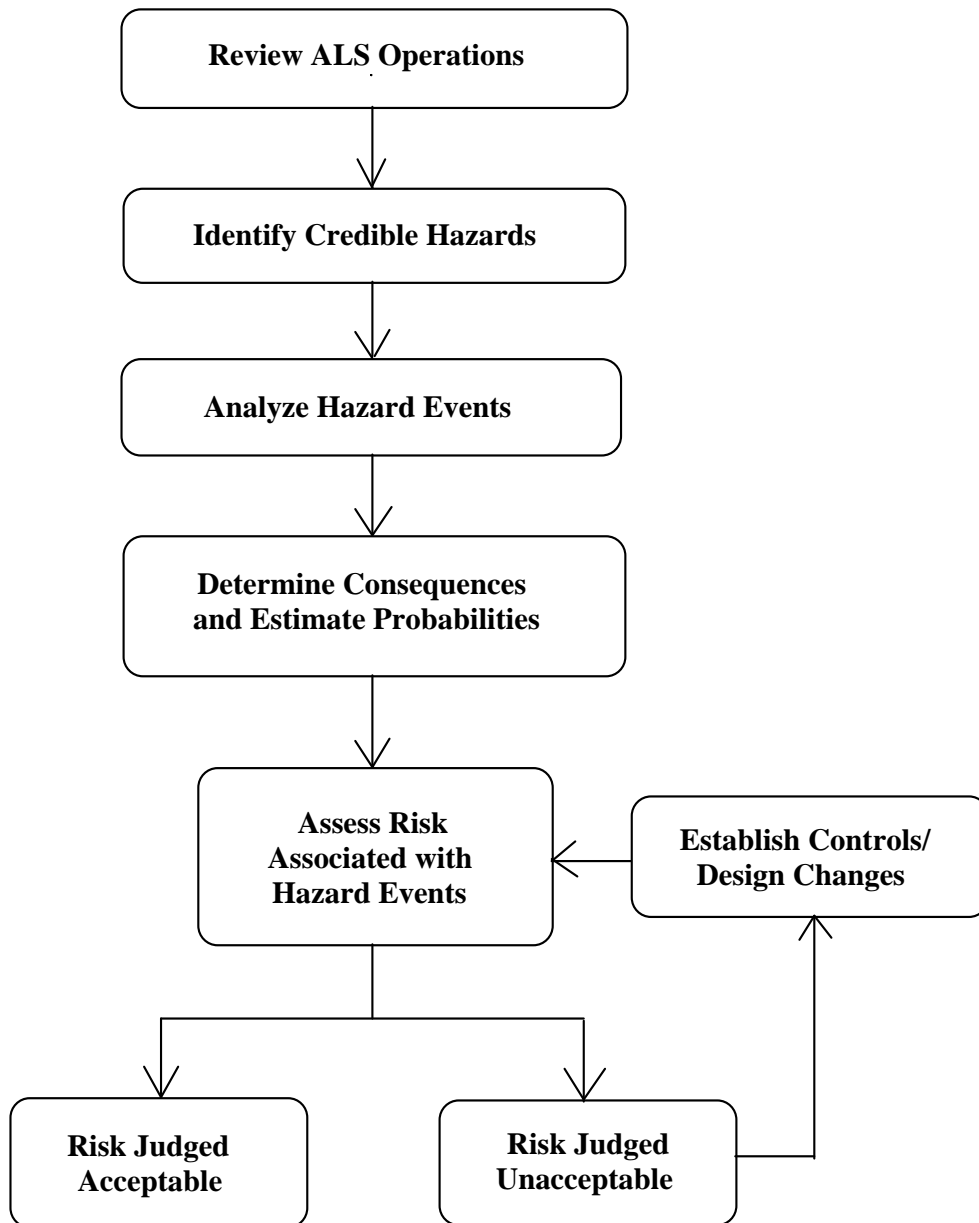 Review ALS Operations
Identify Credible Hazards
Analyze Hazard Events
Determine Consequences
and Estimate Probabilities
Assess Risk
Associated with
Hazard Events
Establish Controls/
Design Changes
Risk Judged
Acceptable
Risk Judged
Unacceptable